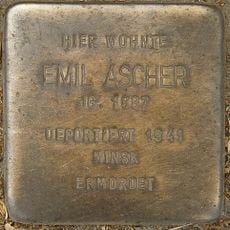 HIER WOHNTE
EMIL ASCHER
JG. 1887
DEPORTIERT 1941
MINSK
ERMORDET